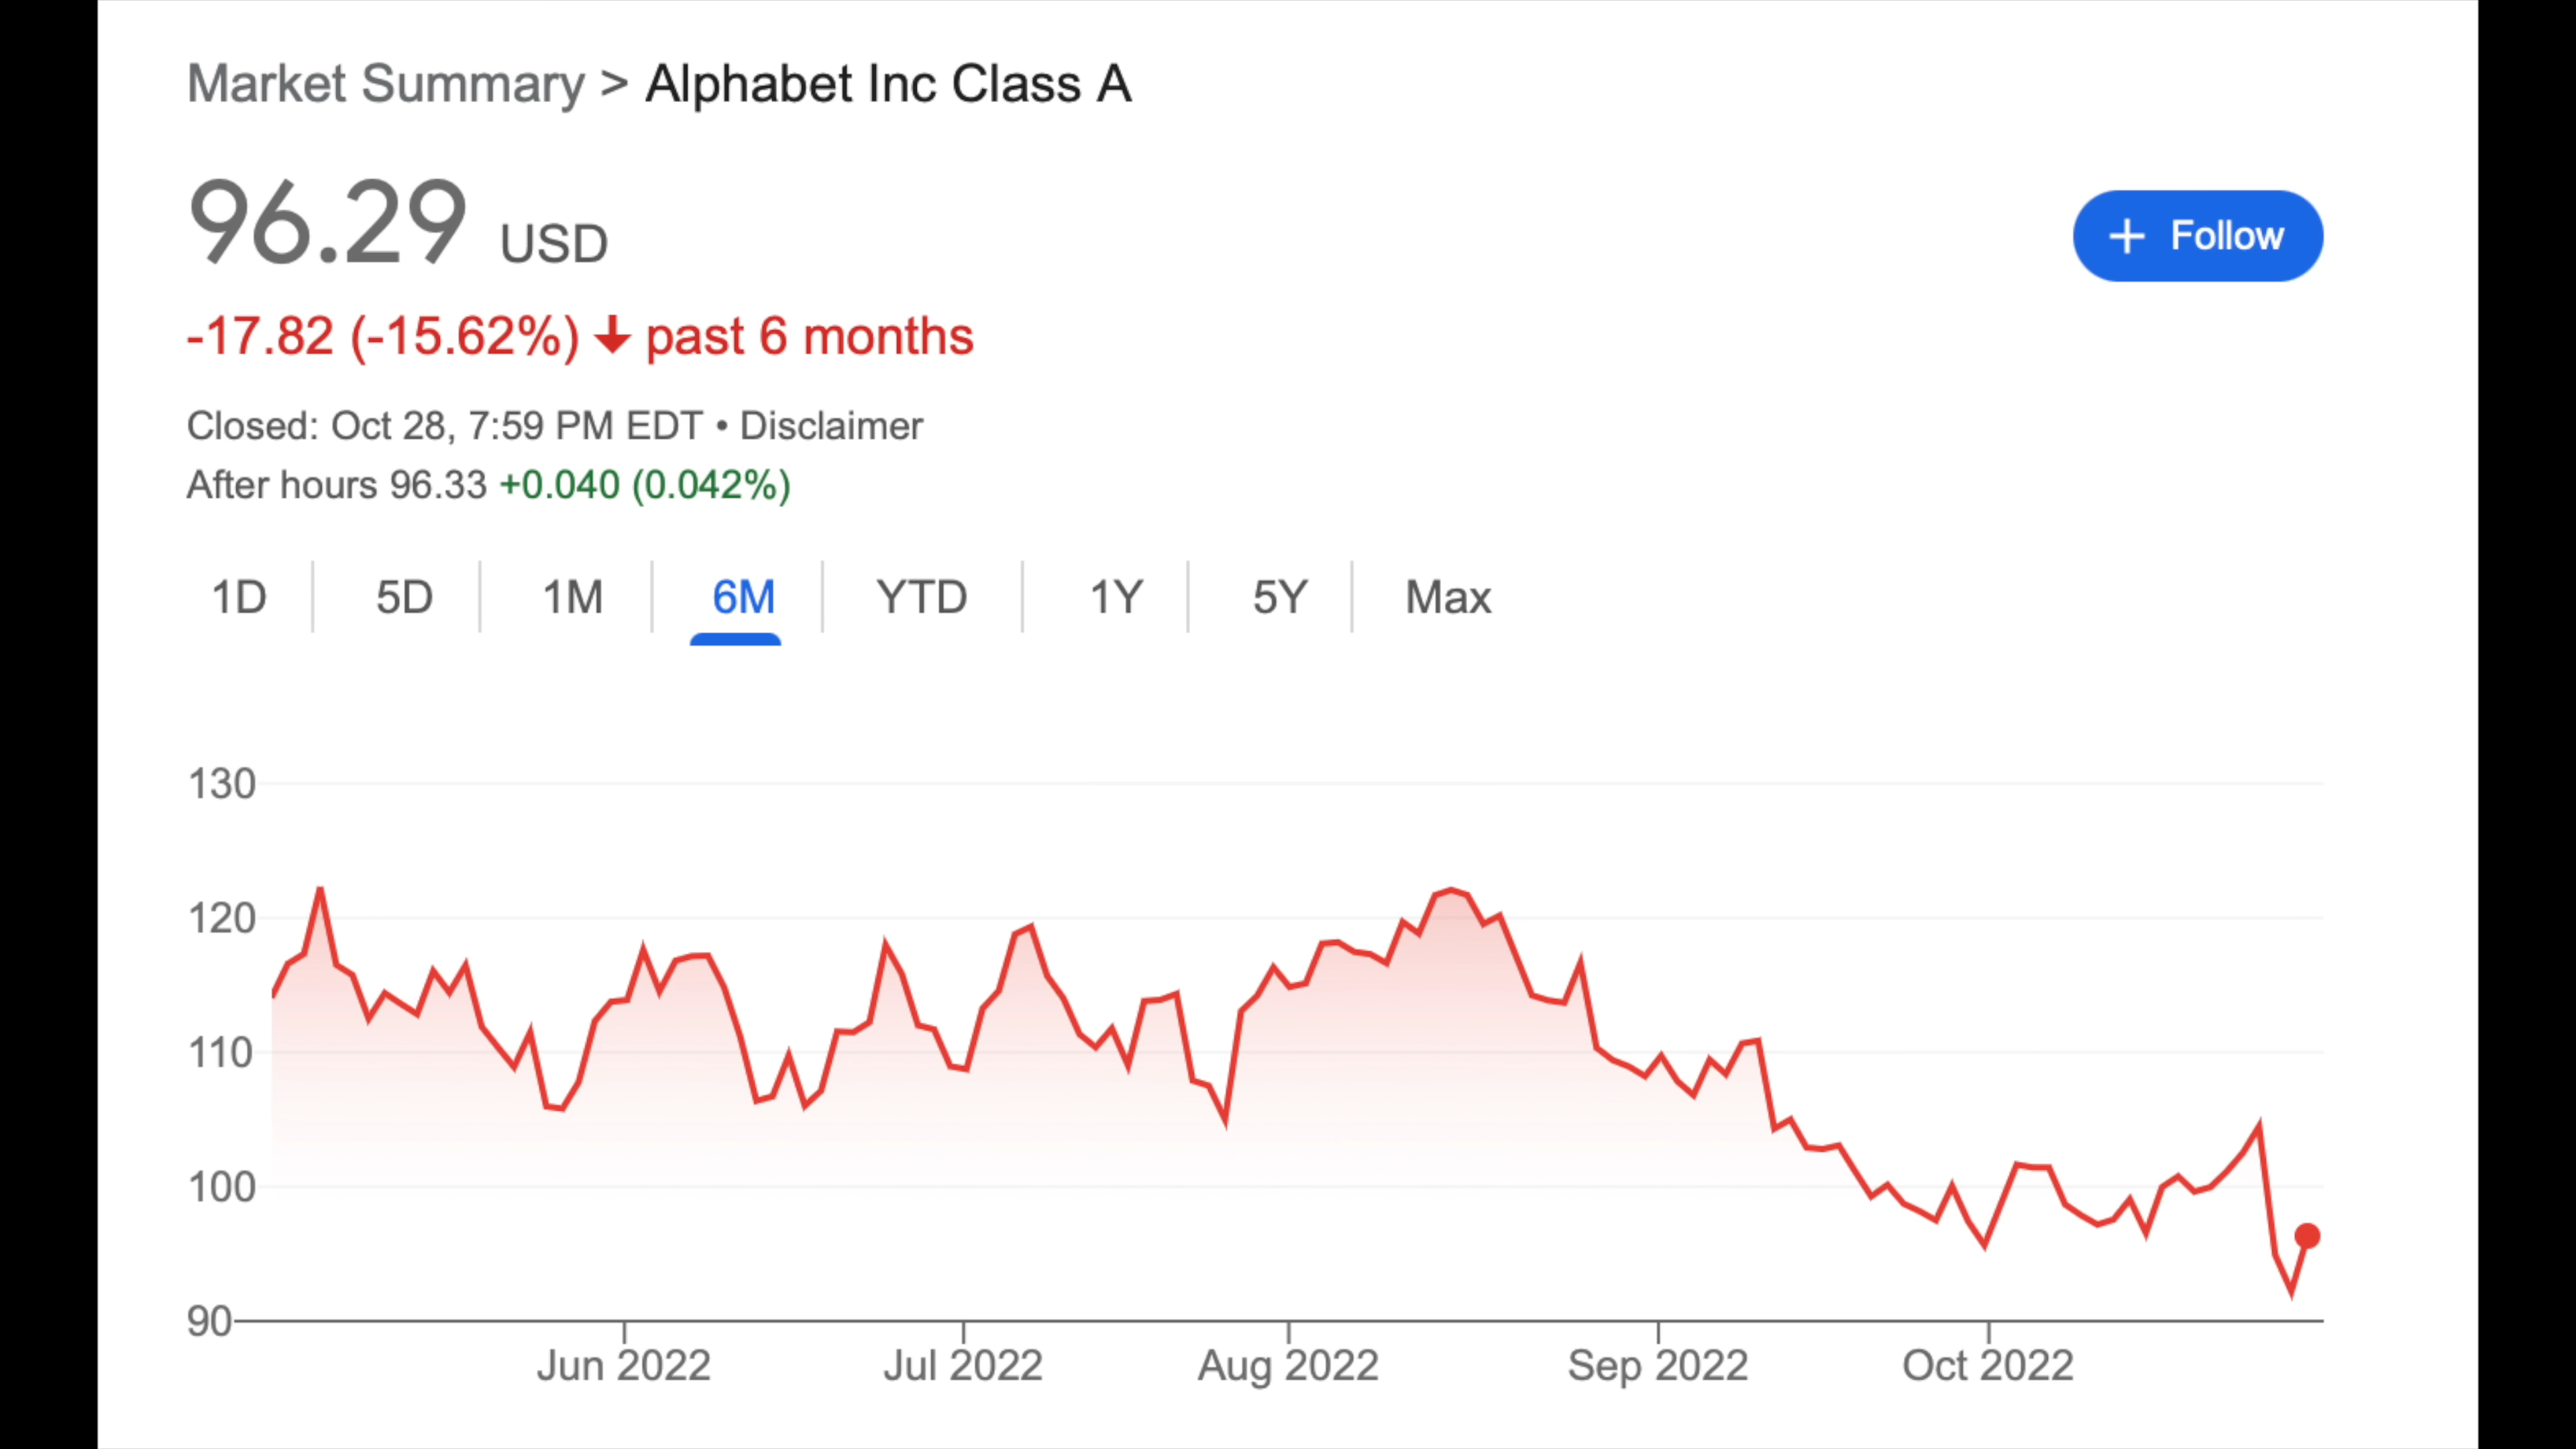 Market Summary > Alphabet Inc Class A
96.29 USD
+ Follow
-17.82 (-15.62%) ↓ past 6 months
Closed: Oct 28, 7:59 PM EDT • Disclaimer
After hours 96.33 +0.040 (0.042%)
1D 5D 1M 6M YTD 1Y 5Y Max
130
120
110
100
90
Jun 2022 Jul 2022 Aug 2022 Sep 2022 Oct 2022